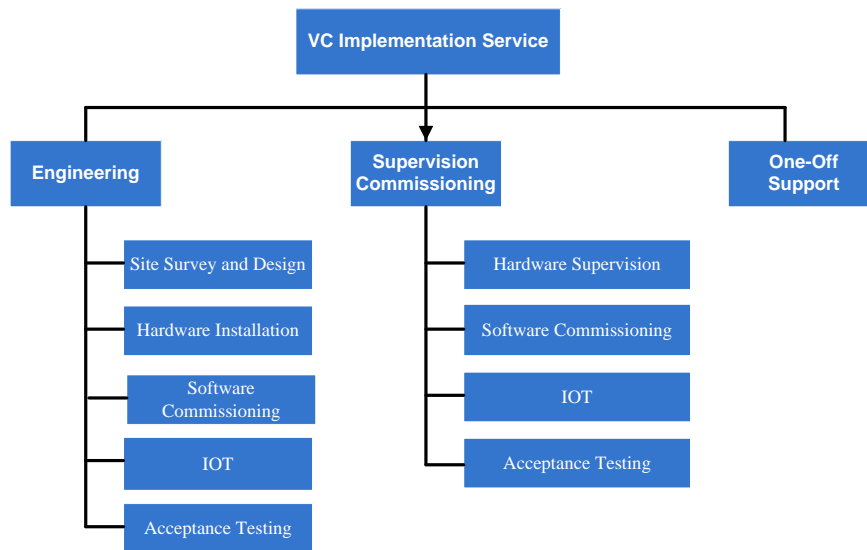 VC Implementation Service
Engineering
Supervision
Commissioning
One-Off
Support
Site Survey and Design
Hardware Installation
Software
Commissioning
IOT
Acceptance Testing
Hardware Supervision
Software Commissioning
IOT
Acceptance Testing